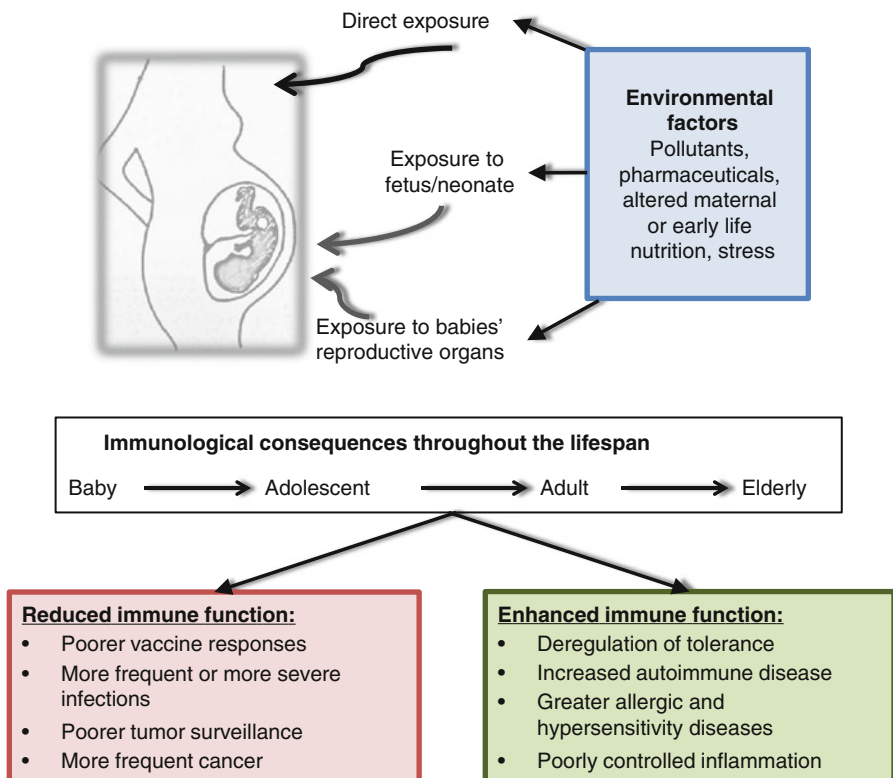 Direct exposure
Environmental
factors
Pollutants,
pharmaceuticals,
altered maternal
or early life
nutrition, stress
Exposure to
fetus/neonate
Exposure to babies’
reproductive organs
Immunological consequences throughout the lifespan
Baby Adolescent Adult Elderly
Reduced immune function:
• Poorer vaccine responses
• More frequent or more severe
infections
• Poorer tumor surveillance
• More frequent cancer
Enhanced immune function:
• Deregulation of tolerance
• Increased autoimmune disease
• Greater allergic and
hypersensitivity diseases
• Poorly controlled inflammation